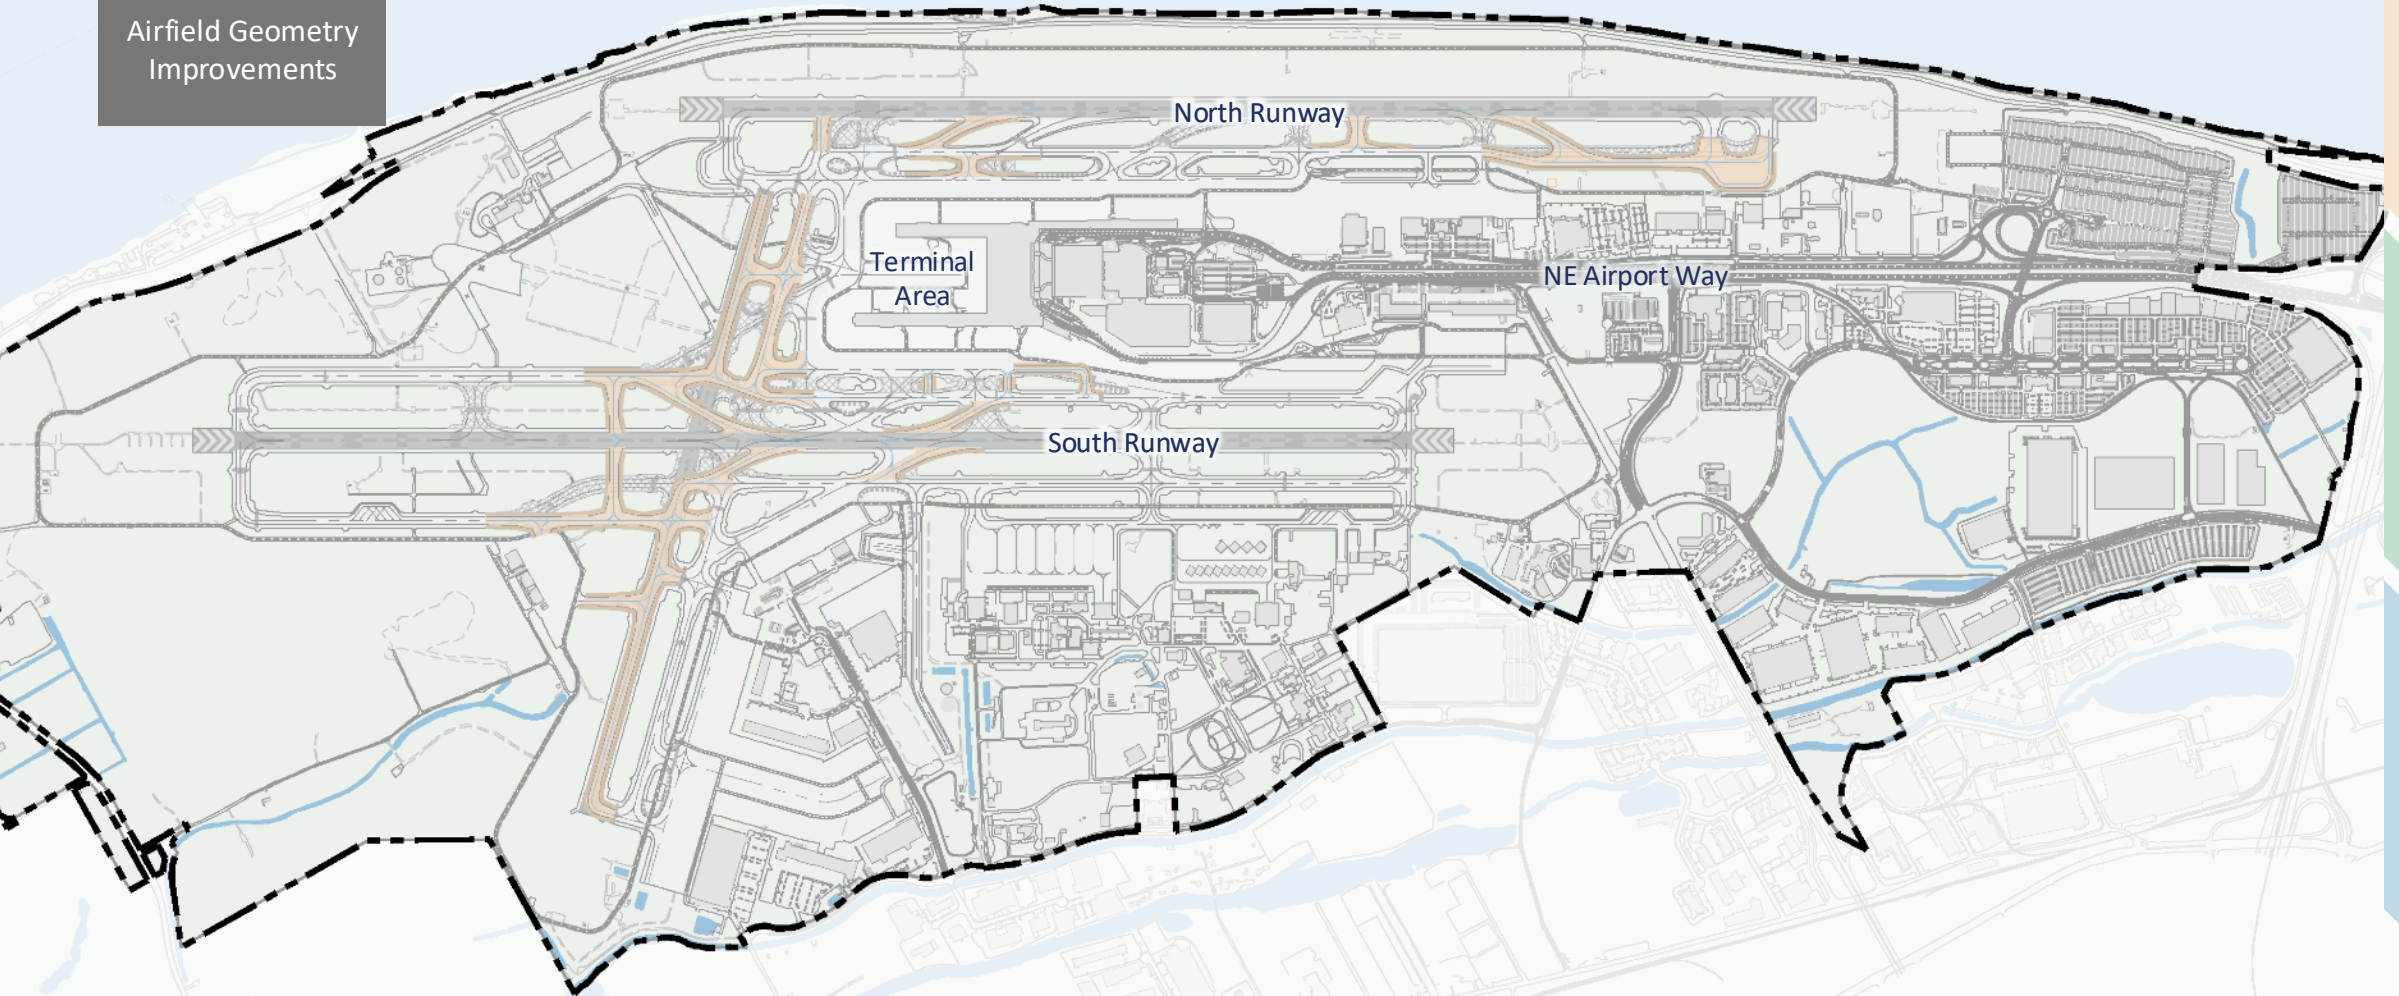 Airfield Geometry
Improvements
North Runway
Terminal
Area
NE Airport Way
South Runway